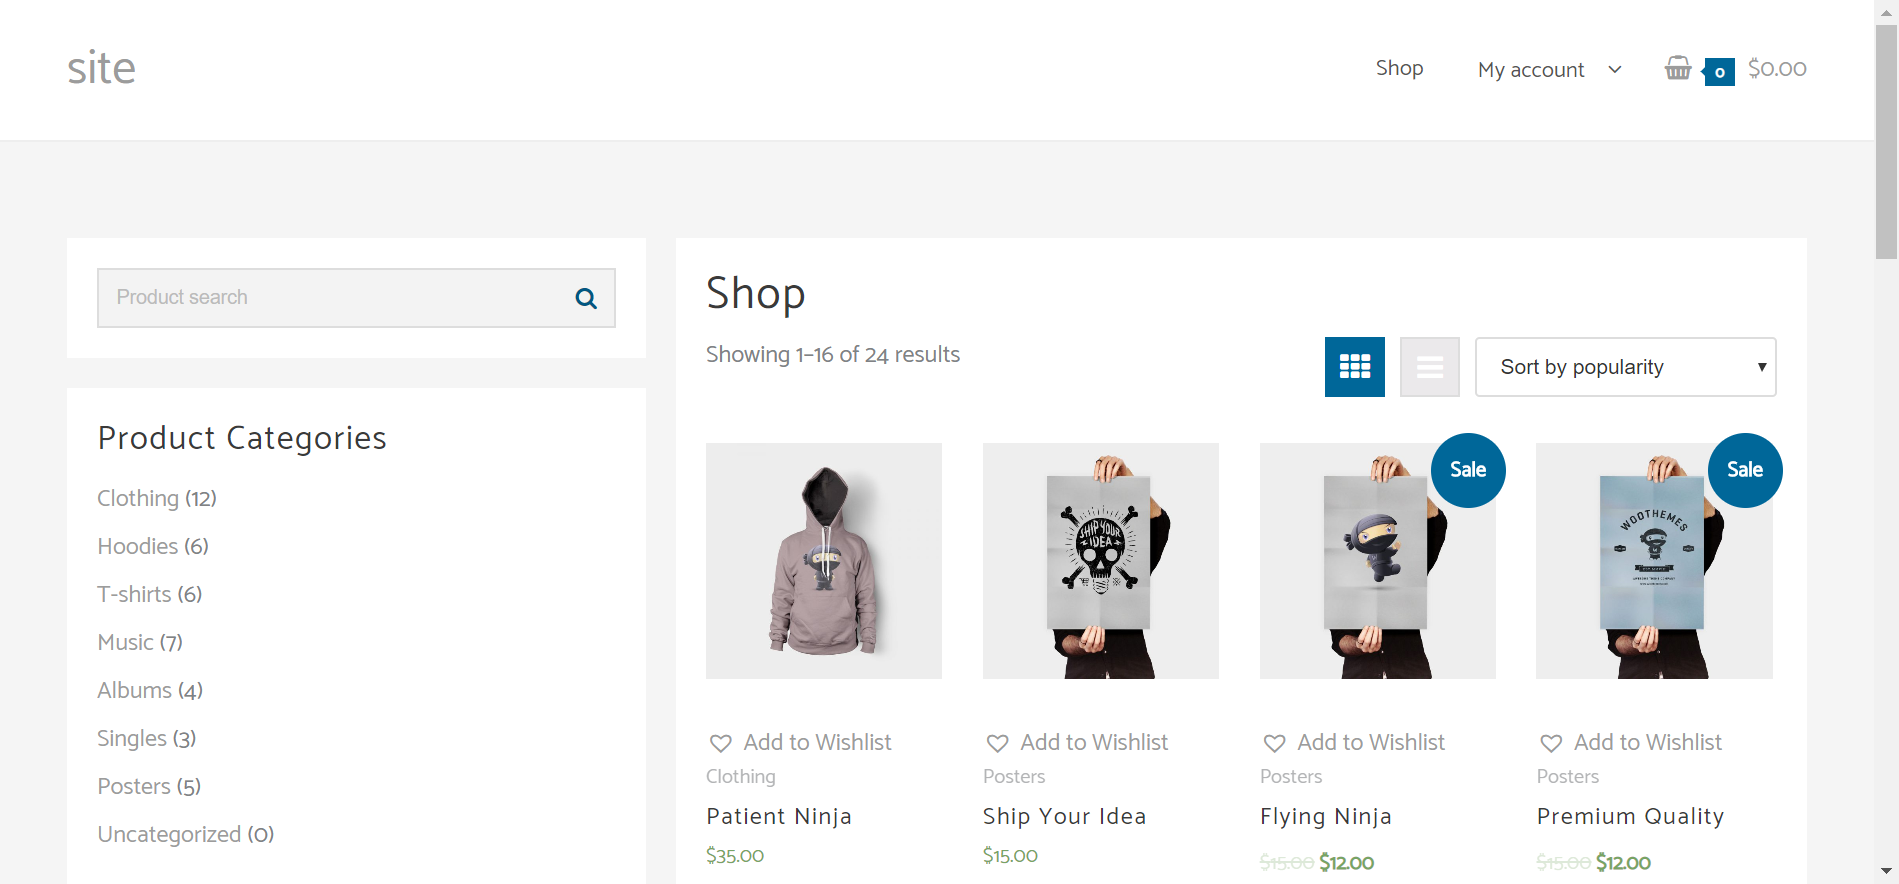 site
Shop
My account
0
$0.00
Product search
Product Categories
Clothing (12)
Hoodies (6)
T-shirts (6)
Music (7)
Albums (4)
Singles (3)
Posters (5)
Uncategorized (0)
Shop
Showing 1–16 of 24 results
Sort by popularity
SHIP YOUR
IDEA
Sale
WOOTHEMES
Sale
Add to Wishlist
Clothing
Patient Ninja
$35.00
Add to Wishlist
Posters
Ship Your Idea
$15.00
Add to Wishlist
Posters
Flying Ninja
$15.00 $12.00
Add to Wishlist
Posters
Premium Quality
$15.00 $12.00